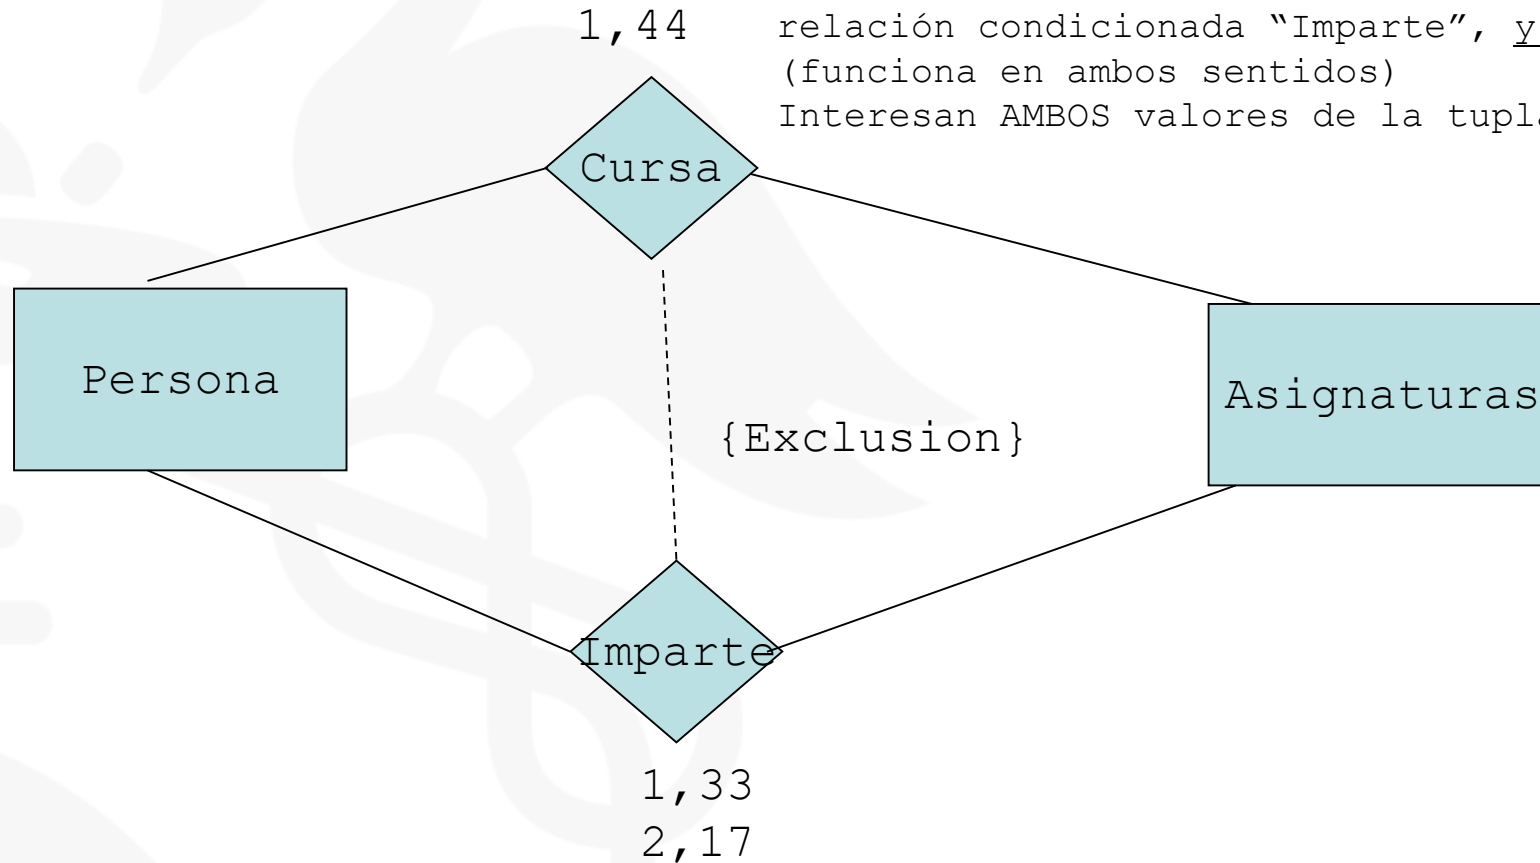 1,44
relación condicionada “Imparte”, y
(funciona en ambos sentidos)
Interesan AMBOS valores de la tupla
Cursa
Persona
Asignaturas
{Exclusion}
Imparte
1,33
2,17